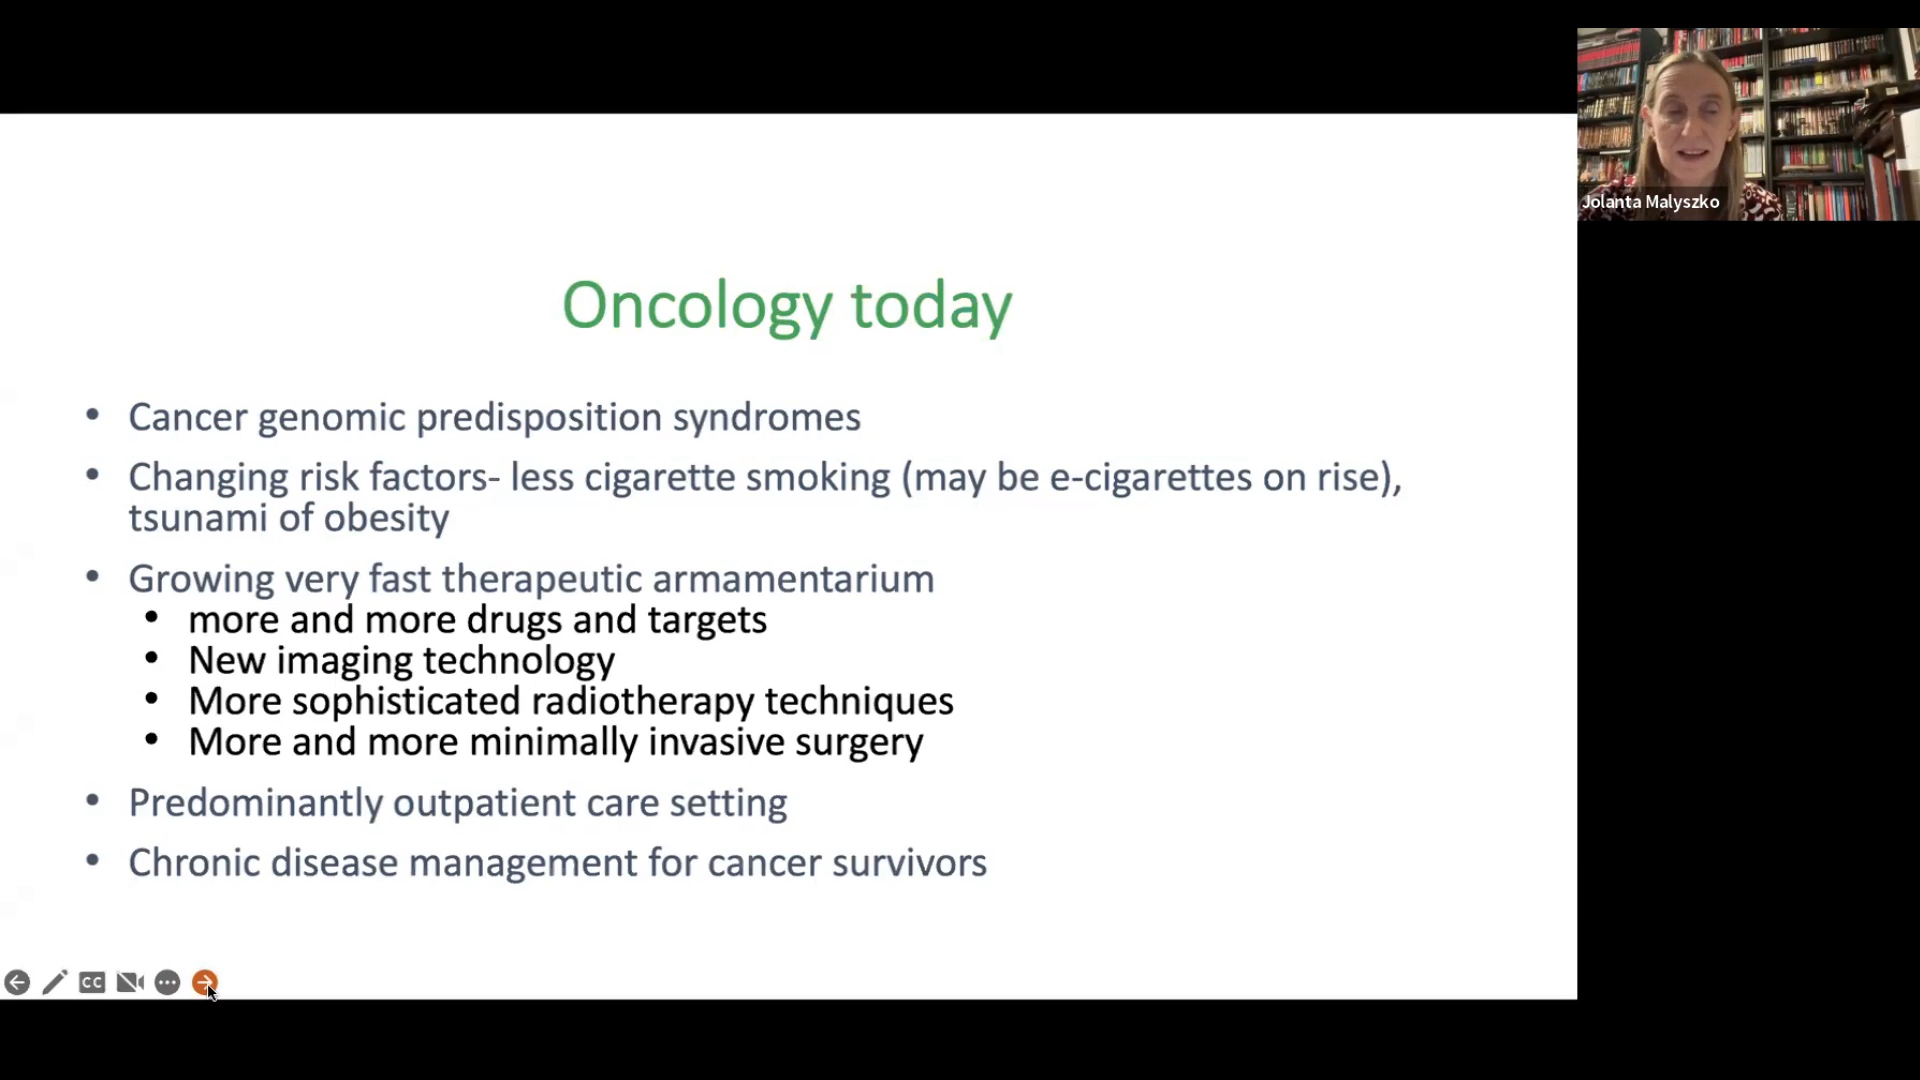 Jolanta Malyszko
Oncology today
• Cancer genomic predisposition syndromes
• Changing risk factors- less cigarette smoking (may be e-cigarettes on rise),
tsunami of obesity
• Growing very fast therapeutic armamentarium
• more and more drugs and targets
• New imaging technology
• More sophisticated radiotherapy techniques
• More and more minimally invasive surgery
• Predominantly outpatient care setting
• Chronic disease management for cancer survivors
CC